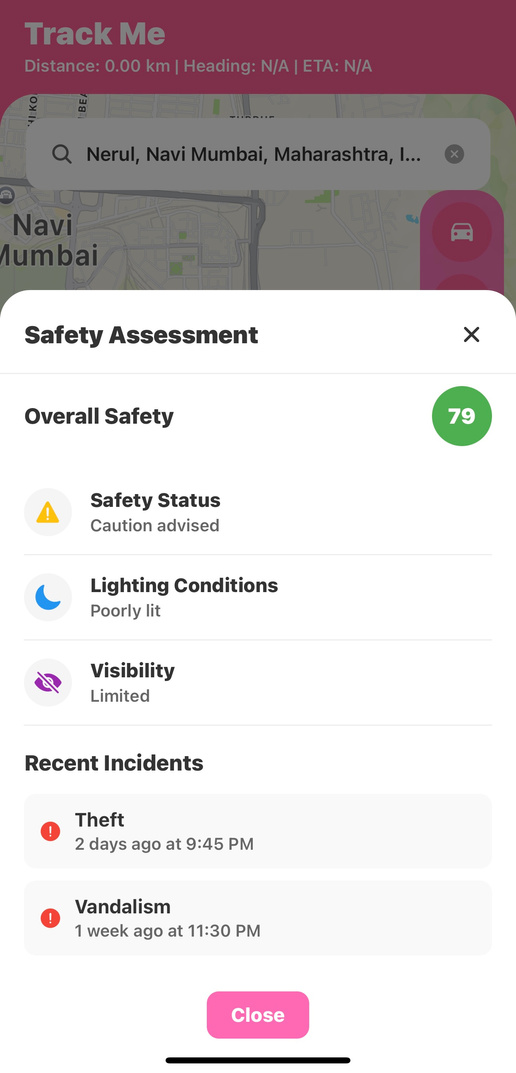 Track Me
Distance: 0.00 km | Heading: N/A | ETA: N/A
Nerul, Navi Mumbai, Maharashtra, I...
Navi
Mumbai
Safety Assessment
Overall Safety
79
Safety Status
Caution advised
Lighting Conditions
Poorly lit
Visibility
Limited
Recent Incidents
Theft
2 days ago at 9:45 PM
Vandalism
1 week ago at 11:30 PM
Close